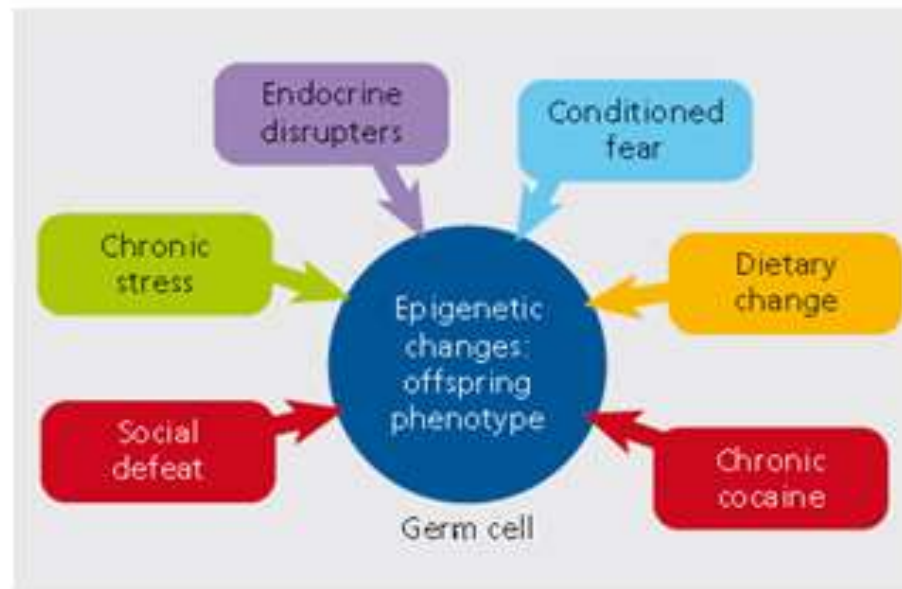 Endocrine
disrupters
Conditioned
fear
Chronic
stress
Dietary
change
Epigenetic
changes:
offspring
phenotype
Social
defeat
Chronic
cocaine
Germ cell